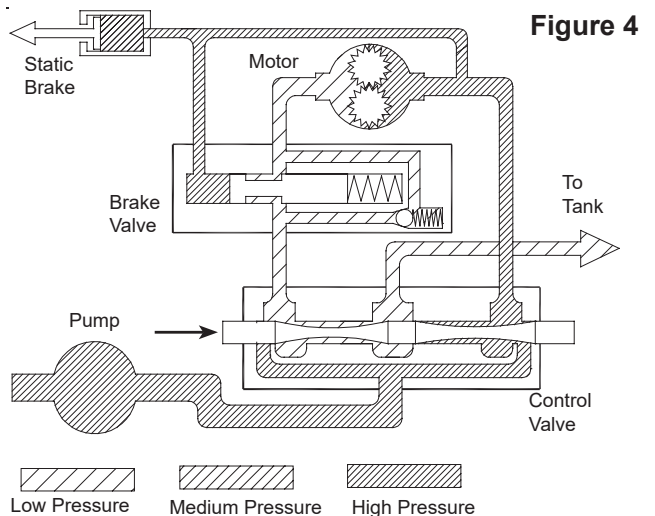 Figure 4
Static
Brake
Motor
Brake
Valve
To
Tank
Pump
Control
Valve
Low Pressure
Medium Pressure
High Pressure